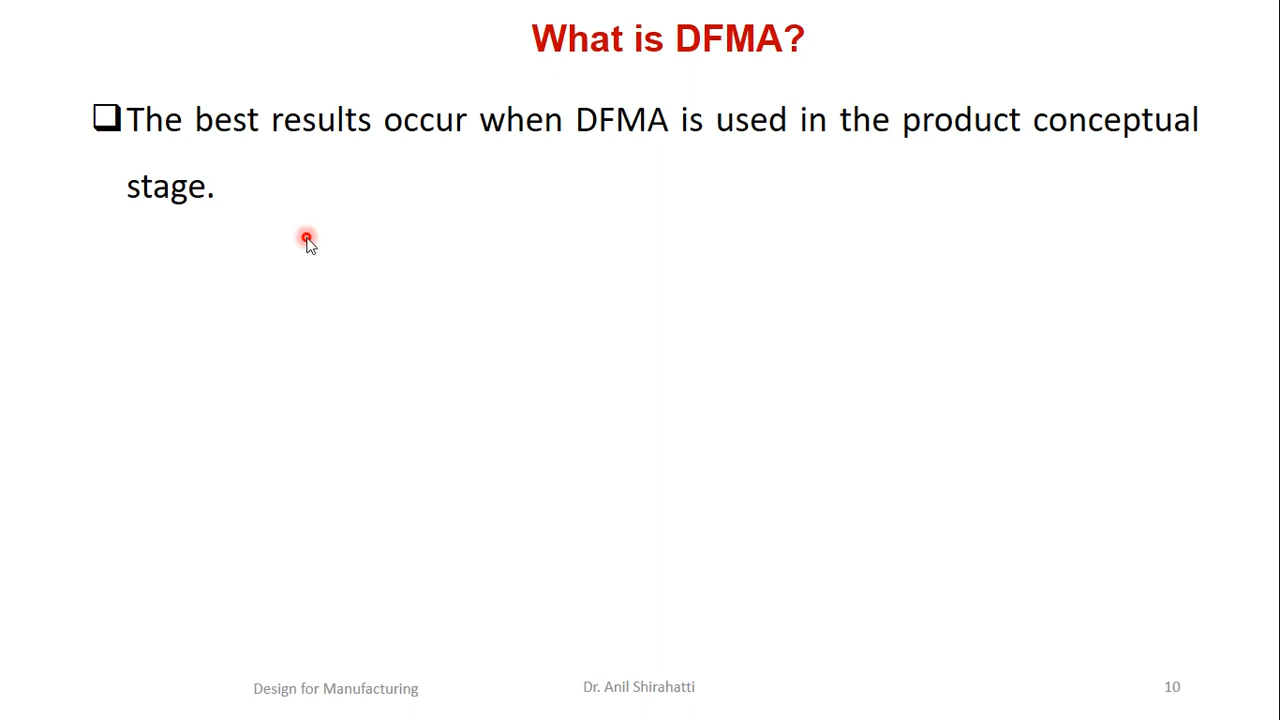 What is DFMA?
The best results occur when DFMA is used in the product conceptual
stage.
Design for Manufacturing
Dr. Anil Shirahatti
10